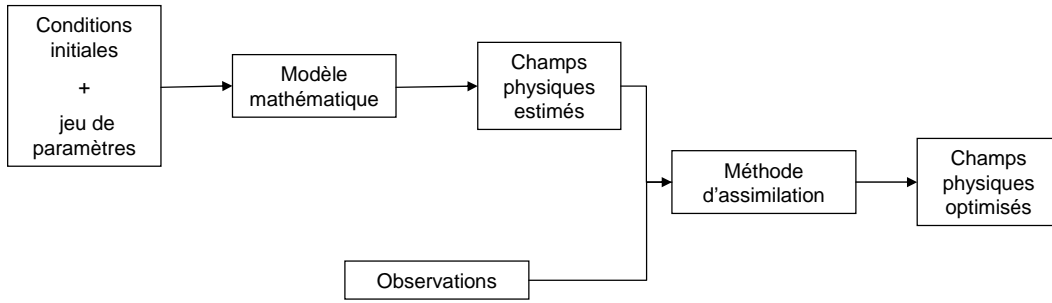 Conditions
initiales
+
jeu de
paramètres
Modèle
mathématique
Champs
physiques
estimés
Méthode
d'assimilation
Champs
physiques
optimisés
Observations